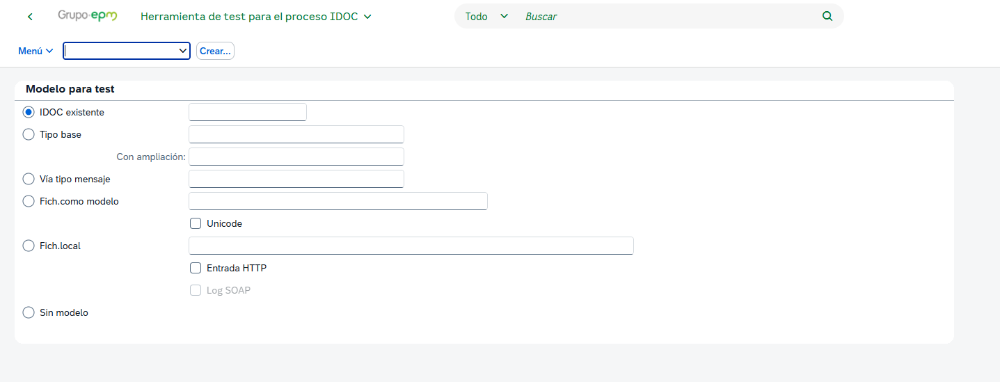 Grupo·epm Herramienta de test para el proceso IDOC Todo Buscar
Menú Crear...
Modelo para test
IDOC existente
Tipo base
Con ampliación:
Vía tipo mensaje
Fich.como modelo
Unicode
Fich.local
Entrada HTTP
Log SOAP
Sin modelo